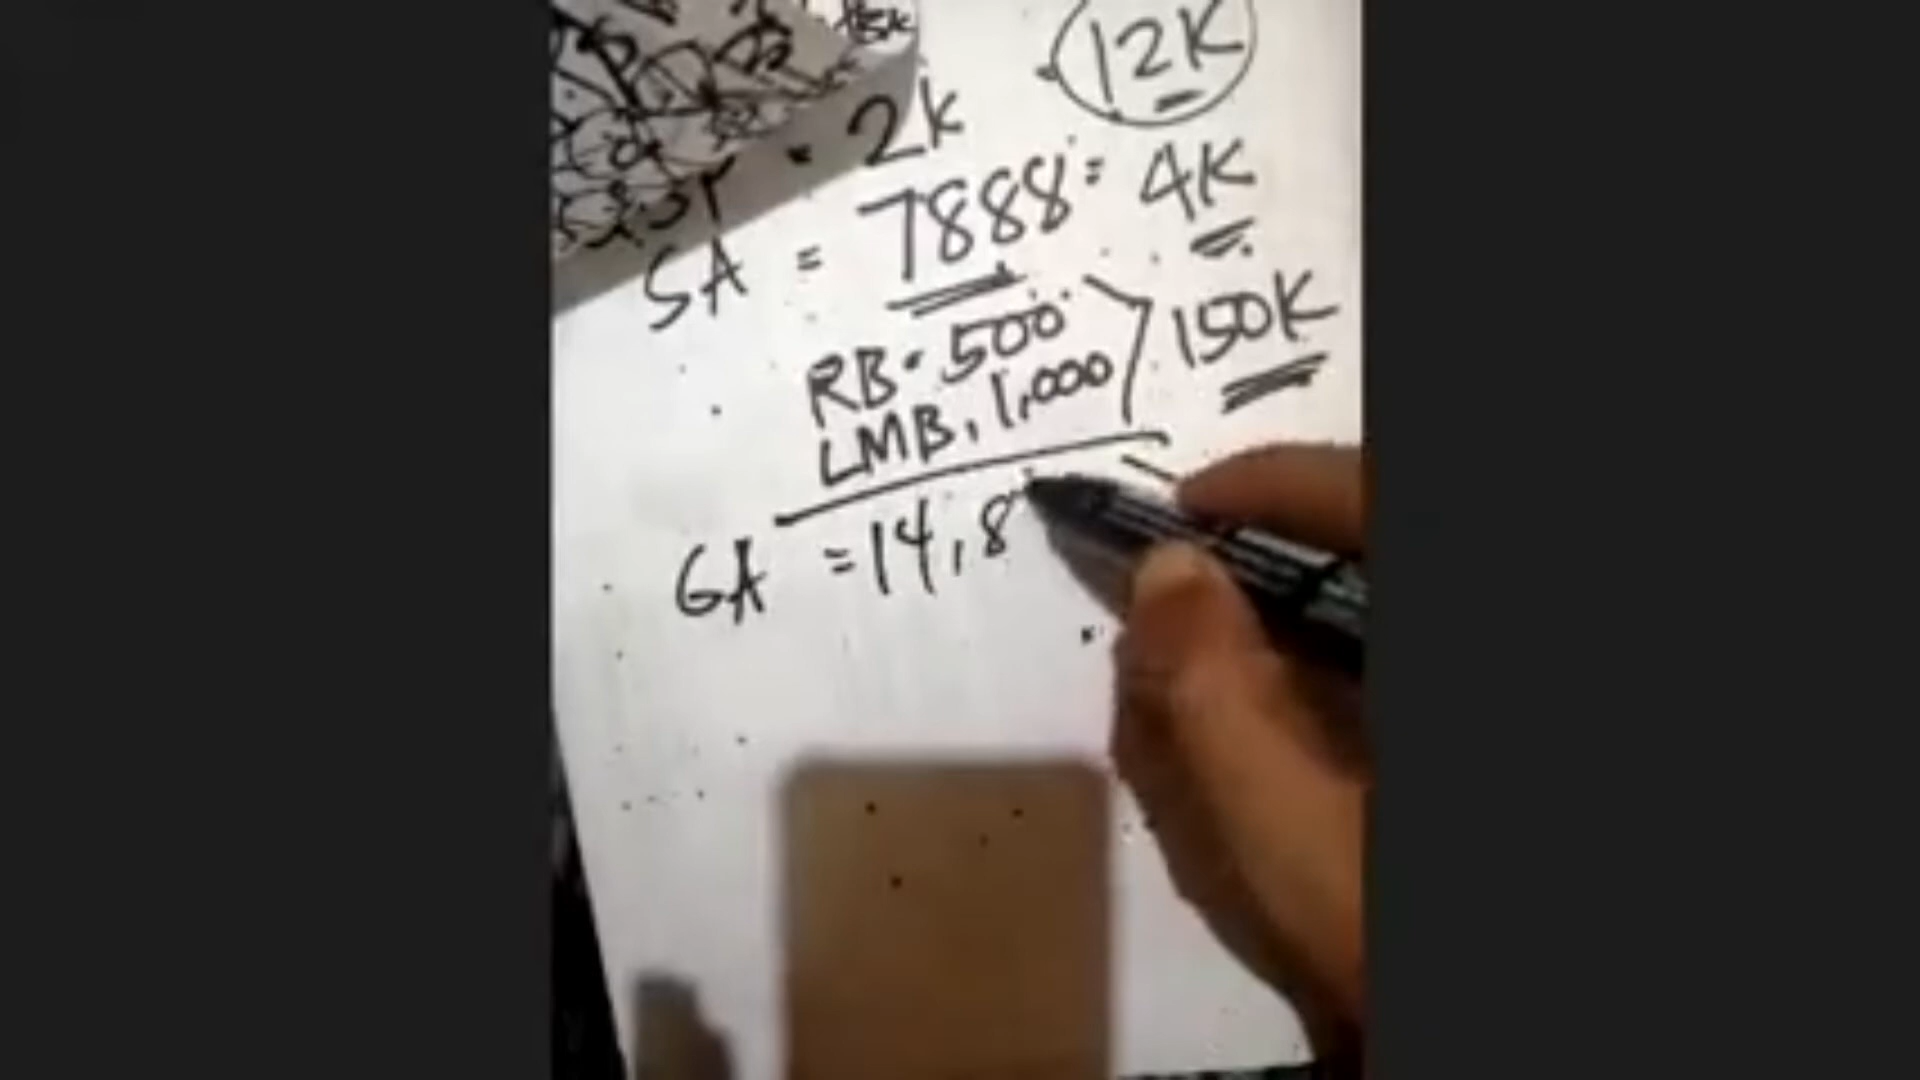 12K
= 2K
SA = 7888 = 4K
RB - 500
LMB, 1,000
150K
GA = 14,8